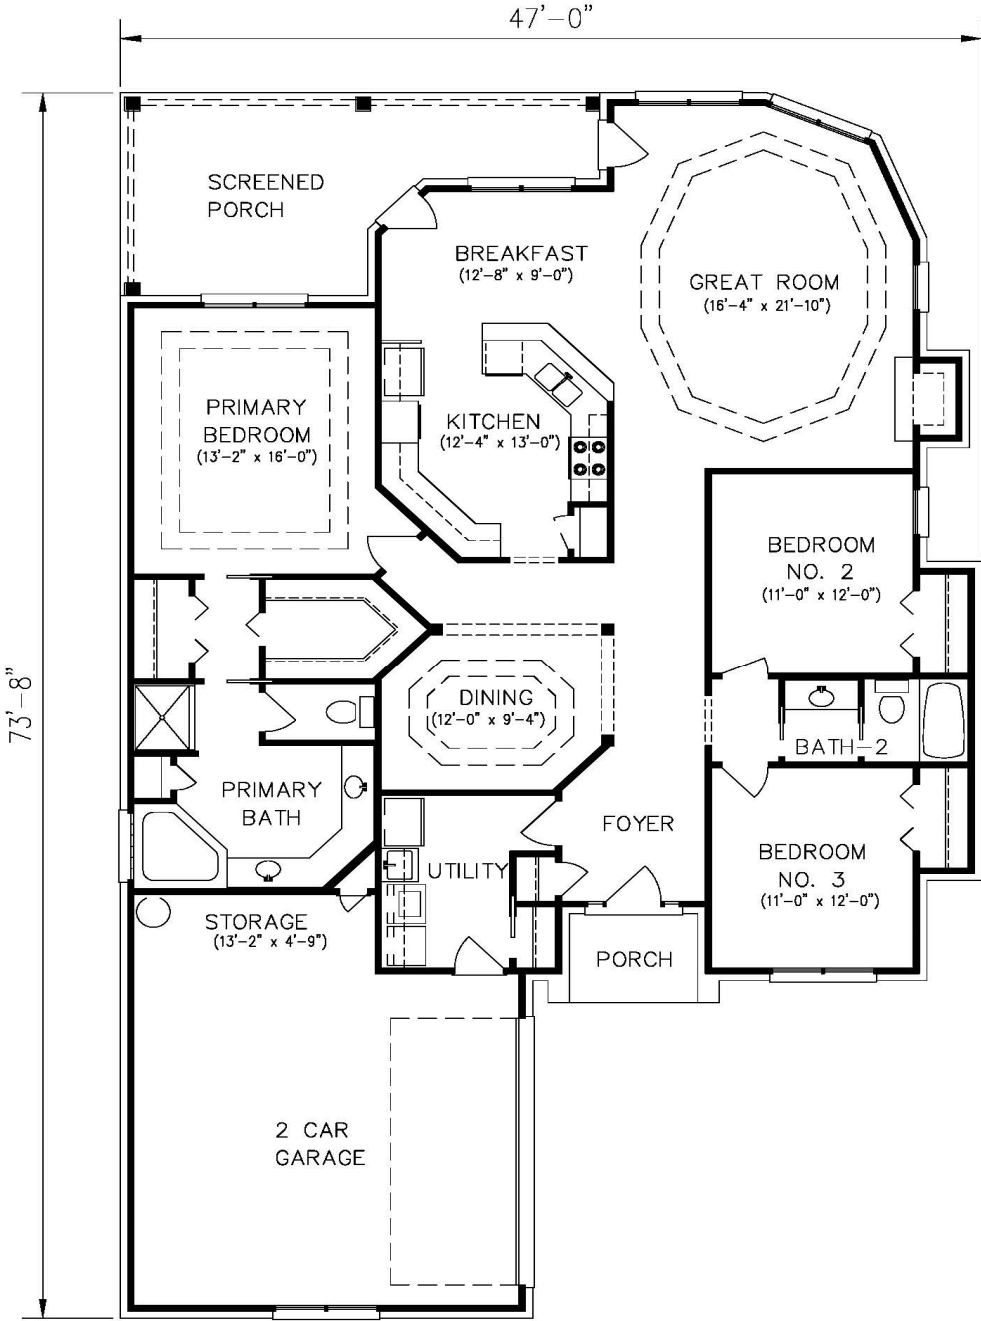 47'-0"
73'-8"
SCREENED
PORCH
BREAKFAST
(12'-8" x 9'-0")
GREAT ROOM
(16'-4" x 21'-10")
PRIMARY
BEDROOM
(13'-2" x 16'-0")
KITCHEN
(12'-4" x 13'-0")
BEDROOM
NO. 2
(11'-0" x 12'-0")
DINING
(12'-0" x 9'-4")
BATH-2
PRIMARY
BATH
FOYER
UTILITY
BEDROOM
NO. 3
(11'-0" x 12'-0")
STORAGE
(13'-2" x 4'-9")
PORCH
2 CAR
GARAGE